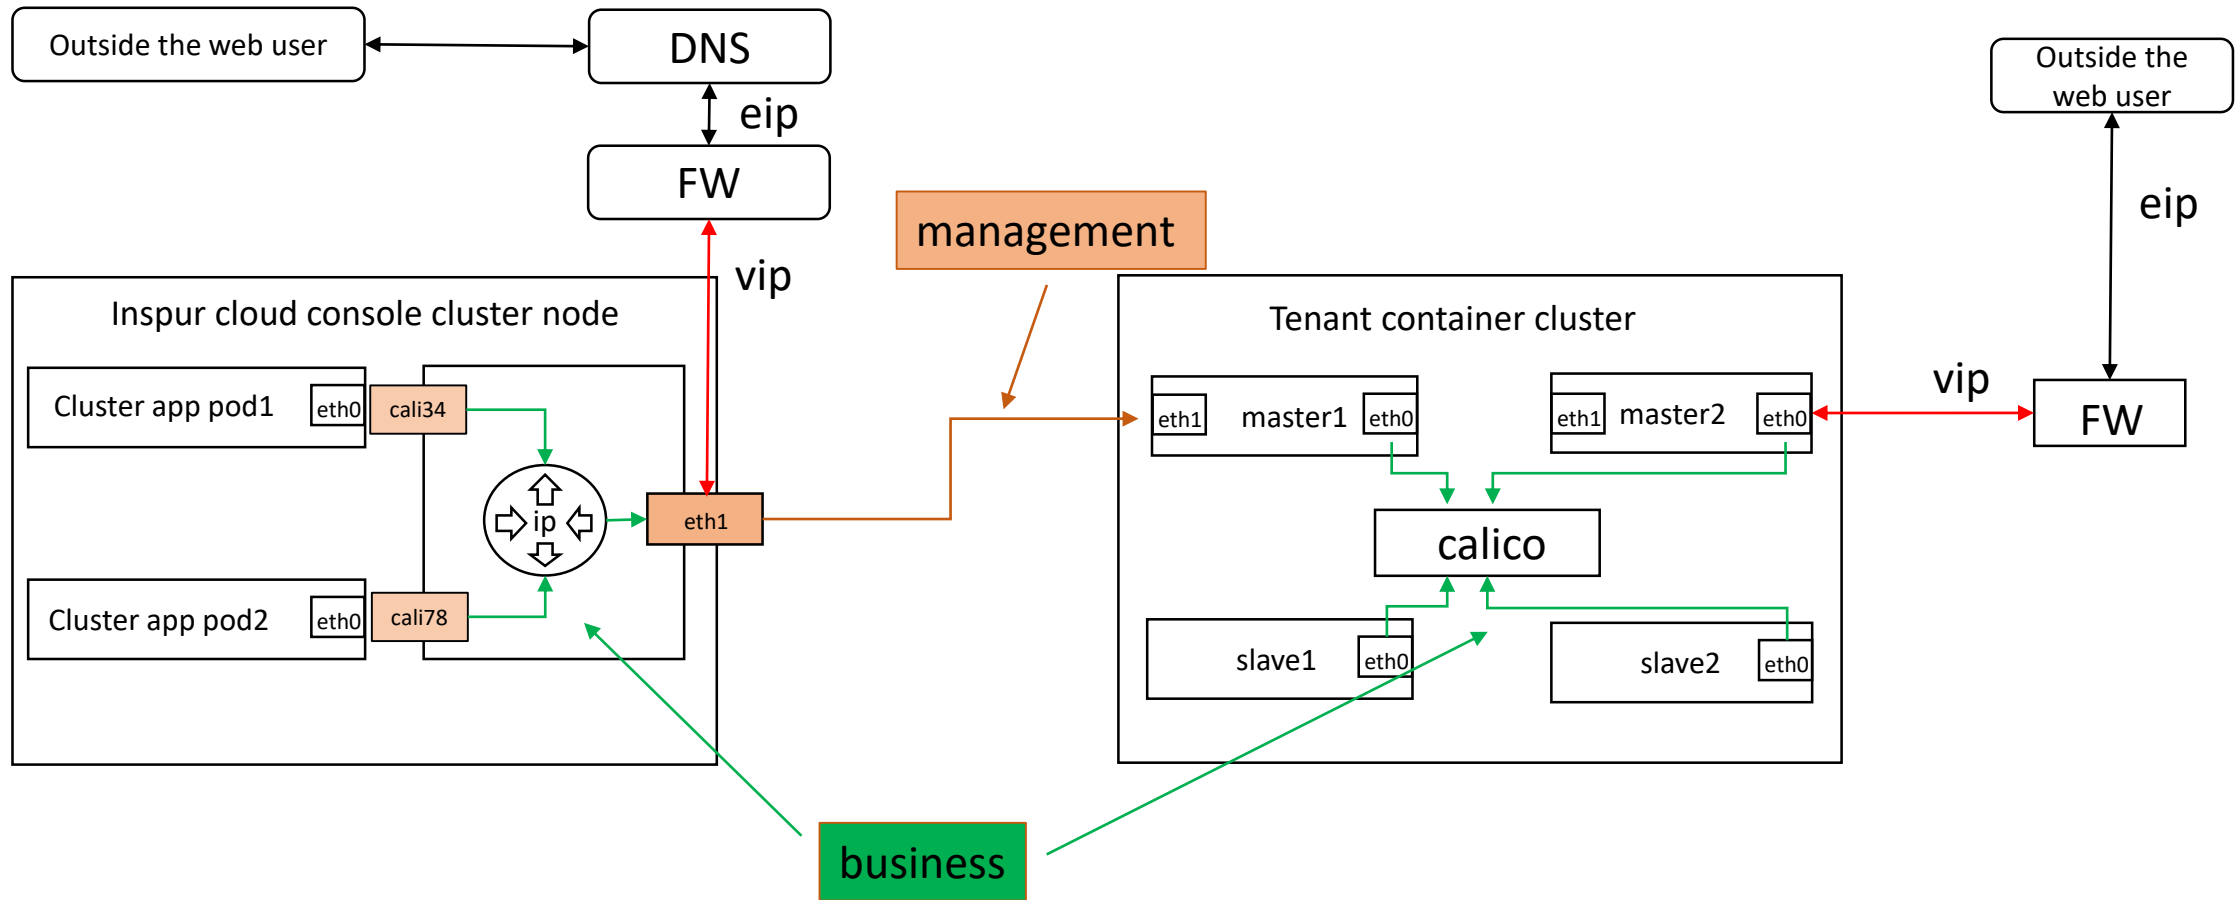 Outside the web user
DNS
eip
FW
vip
management
Outside the
web user
eip
vip
FW
Inspur cloud console cluster node
Cluster app pod1
eth0
cali34
ip
eth1
Cluster app pod2
eth0
cali78
Tenant container cluster
eth1
master1
eth0
eth1
master2
eth0
calico
slave1
eth0
slave2
eth0
business